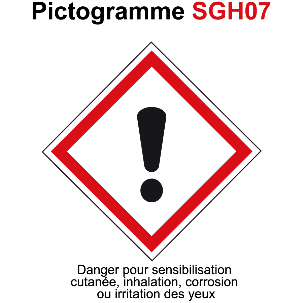 Pictogramme SGH07
Danger pour sensibilisation
cutanée, inhalation, corrosion
ou irritation des yeux